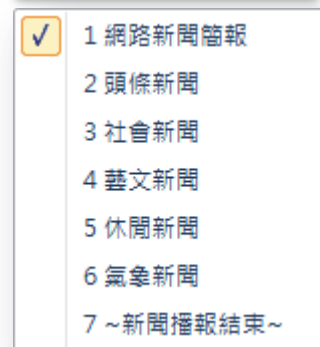 1 網路新聞簡報
2 頭條新聞
3 社會新聞
4 藝文新聞
5 休閒新聞
6 氣象新聞
7 ~新聞播報結束~